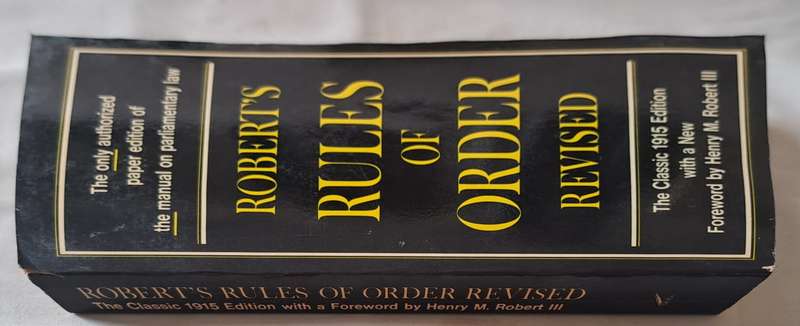 The only authorized
paper edition of
the manual on parliamentary law
ROBERT'S
RULES
OF
ORDER
REVISED
The Classic 1915 Edition
with a New
Foreword by Henry M. Robert III
ROBERT'S RULES OF ORDER REVISED
The Classic 1915 Edition with a Foreword by Henry M. Robert III